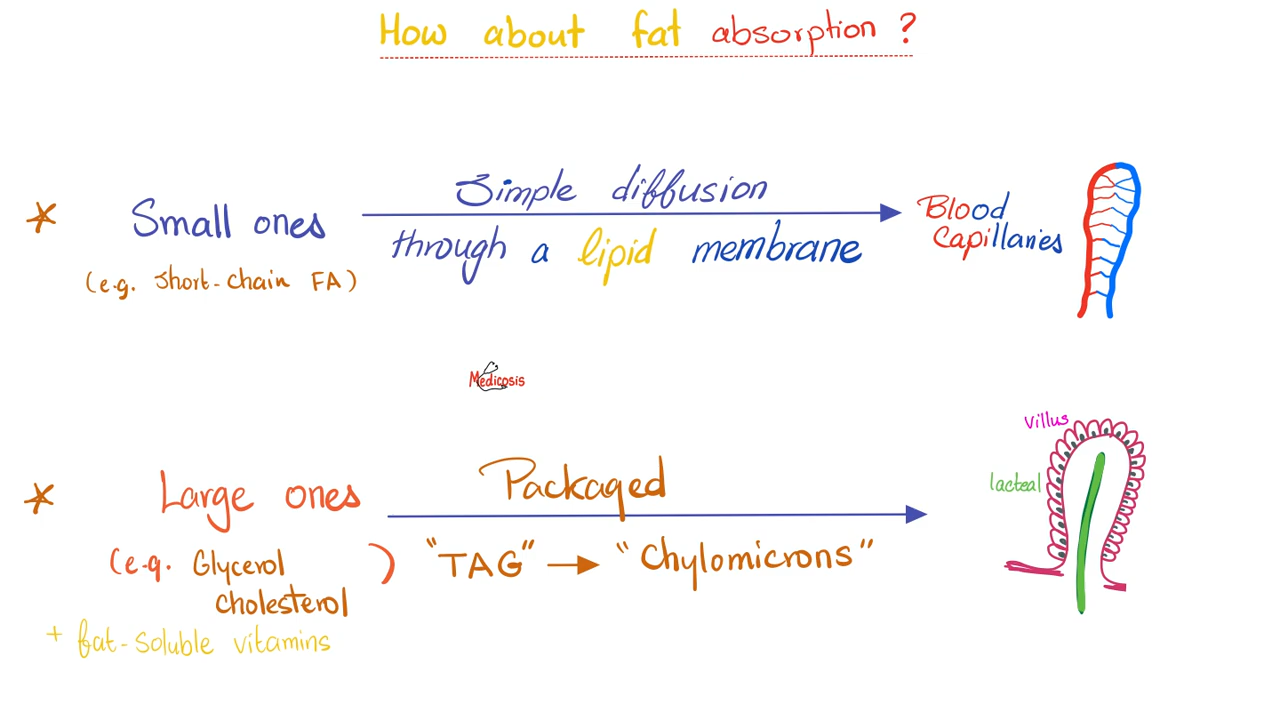 How about fat absorption ?
Simple diffusion
* Small ones
Blood
Capillaries
through a lipid membrane
(e.g. short-chain FA)
Medicosis
Villus
lacteal
* Large ones
Packaged
(e.g. Glycerol
cholesterol)
"TAG" → "Chylomicrons"
+ fat-soluble vitamins